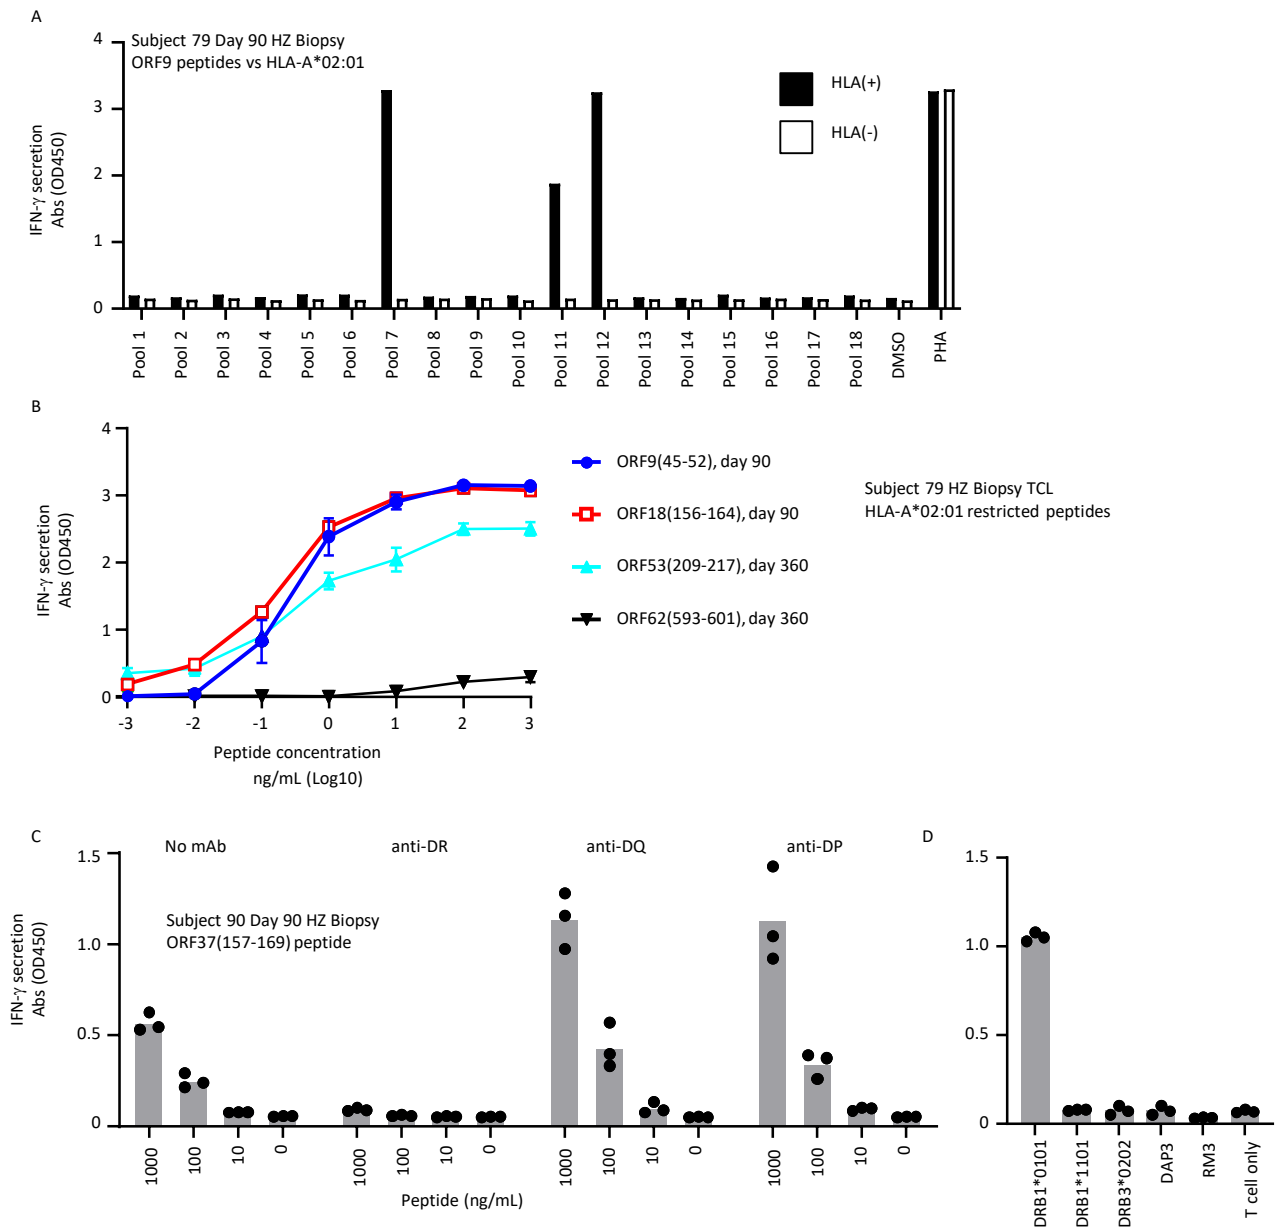 A
Subject 79 Day 90 HZ Biopsy
ORF9 peptides vs HLA-A*02:01
HLA(+)
HLA(-)
IFN-γ secretion
Abs (OD450)
4
3
2
1
0
Pool 1
Pool 2
Pool 3
Pool 4
Pool 5
Pool 6
Pool 7
Pool 8
Pool 9
Pool 10
Pool 11
Pool 12
Pool 13
Pool 14
Pool 15
Pool 16
Pool 17
Pool 18
DMSO
PHA
B
IFN-γ secretion
Abs (OD450)
4
3
2
1
0
-3
-2
-1
0
1
2
3
Peptide concentration
ng/mL (Log10)
ORF9(45-52), day 90
ORF18(156-164), day 90
ORF53(209-217), day 360
ORF62(593-601), day 360
Subject 79 HZ Biopsy TCL
HLA-A*02:01 restricted peptides
C
No mAb
anti-DR
anti-DQ
anti-DP
Subject 90 Day 90 HZ Biopsy
ORF37(157-169) peptide
IFN-γ secretion
Abs (OD450)
1.5
1.0
0.5
0
1000
100
10
0
1000
100
10
0
1000
100
10
0
1000
100
10
0
Peptide (ng/mL)
D
1.5
1.0
0.5
0
DRB1*0101
DRB1*1101
DRB3*0202
DAP3
RM3
T cell only